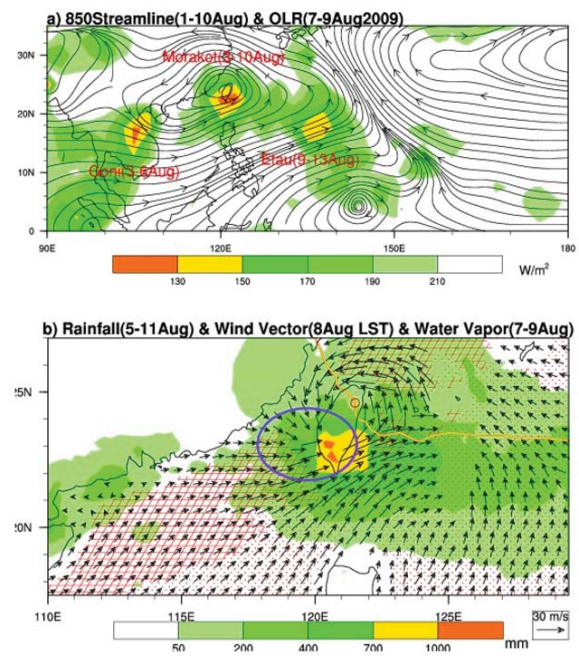 a) 850Streamline(1-10Aug) & OLR(7-9Aug2009)
30N
Morakot(3-10Aug)
20N
10N
Goni(3-6Aug)
Etau(9-13Aug)
0
90E 120E 150E 180
130 150 170 190 210
W/m²
b) Rainfall(5-11Aug) & Wind Vector(8Aug LST) & Water Vapor(7-9Aug)
25N
20N
110E 115E 120E 125E
30 m/s
50 200 400 700 1000
mm